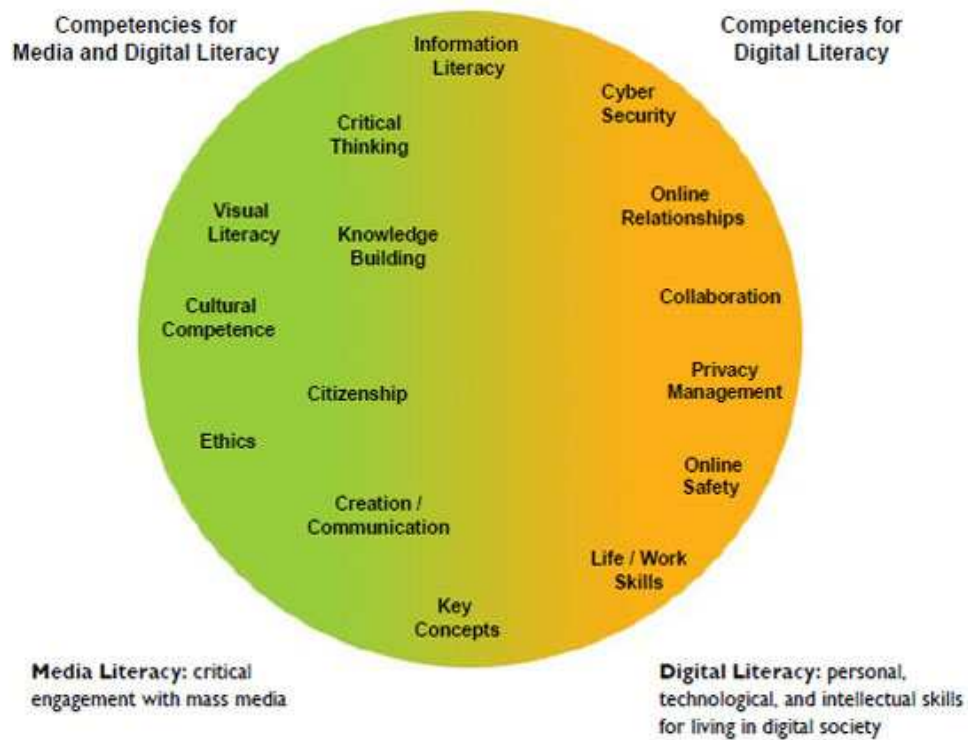 Competencies for
Media and Digital Literacy
Competencies for
Digital Literacy
Information
Literacy
Cyber
Security
Critical
Thinking
Online
Relationships
Visual
Literacy
Knowledge
Building
Collaboration
Cultural
Competence
Privacy
Management
Citizenship
Ethics
Online
Safety
Creation /
Communication
Life / Work
Skills
Key
Concepts
Media Literacy: critical
engagement with mass media
Digital Literacy: personal,
technological, and intellectual skills
for living in digital society